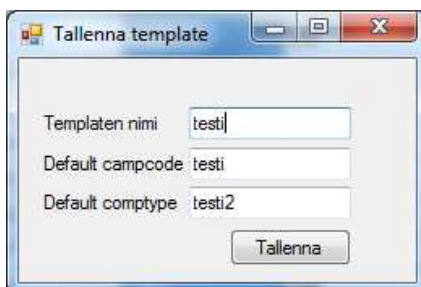 Tallenna template
Templaten nimi testi
Default campcode testi
Default comptype testi2
Tallenna